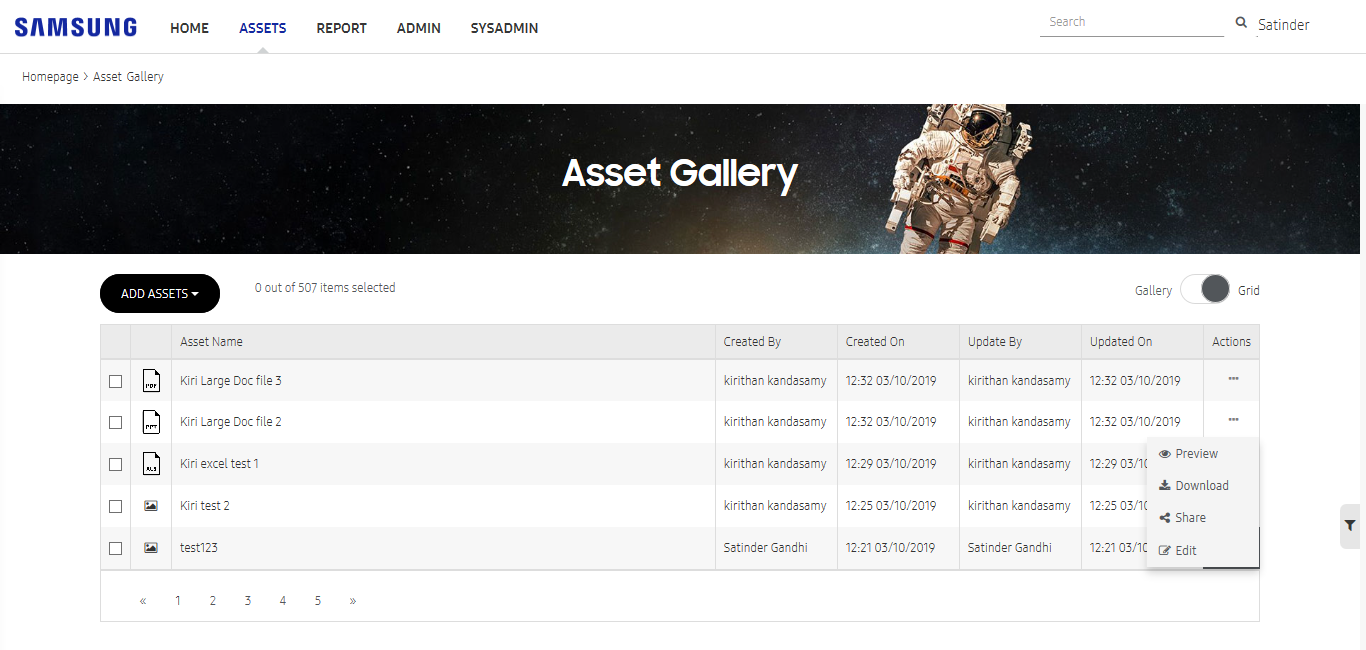 SAMSUNG HOME ASSETS REPORT ADMIN SYSADMIN Search Satinder
Homepage > Asset Gallery
Asset Gallery
ADD ASSETS 0 out of 507 items selected Gallery Grid
Asset Name Created By Created On Update By Updated On Actions
PDF Kiri Large Doc file 3 kirithan kandasamy 12:32 03/10/2019 kirithan kandasamy 12:32 03/10/2019 ···
PPT Kiri Large Doc file 2 kirithan kandasamy 12:32 03/10/2019 kirithan kandasamy 12:32 03/10/2019 ···
XLS Kiri excel test 1 kirithan kandasamy 12:29 03/10/2019 kirithan kandasamy 12:29 03/10
Kiri test 2 kirithan kandasamy 12:25 03/10/2019 kirithan kandasamy 12:25 03/10
test123 Satinder Gandhi 12:21 03/10/2019 Satinder Gandhi 12:21 03/10
Preview
Download
Share
Edit
« 1 2 3 4 5 »